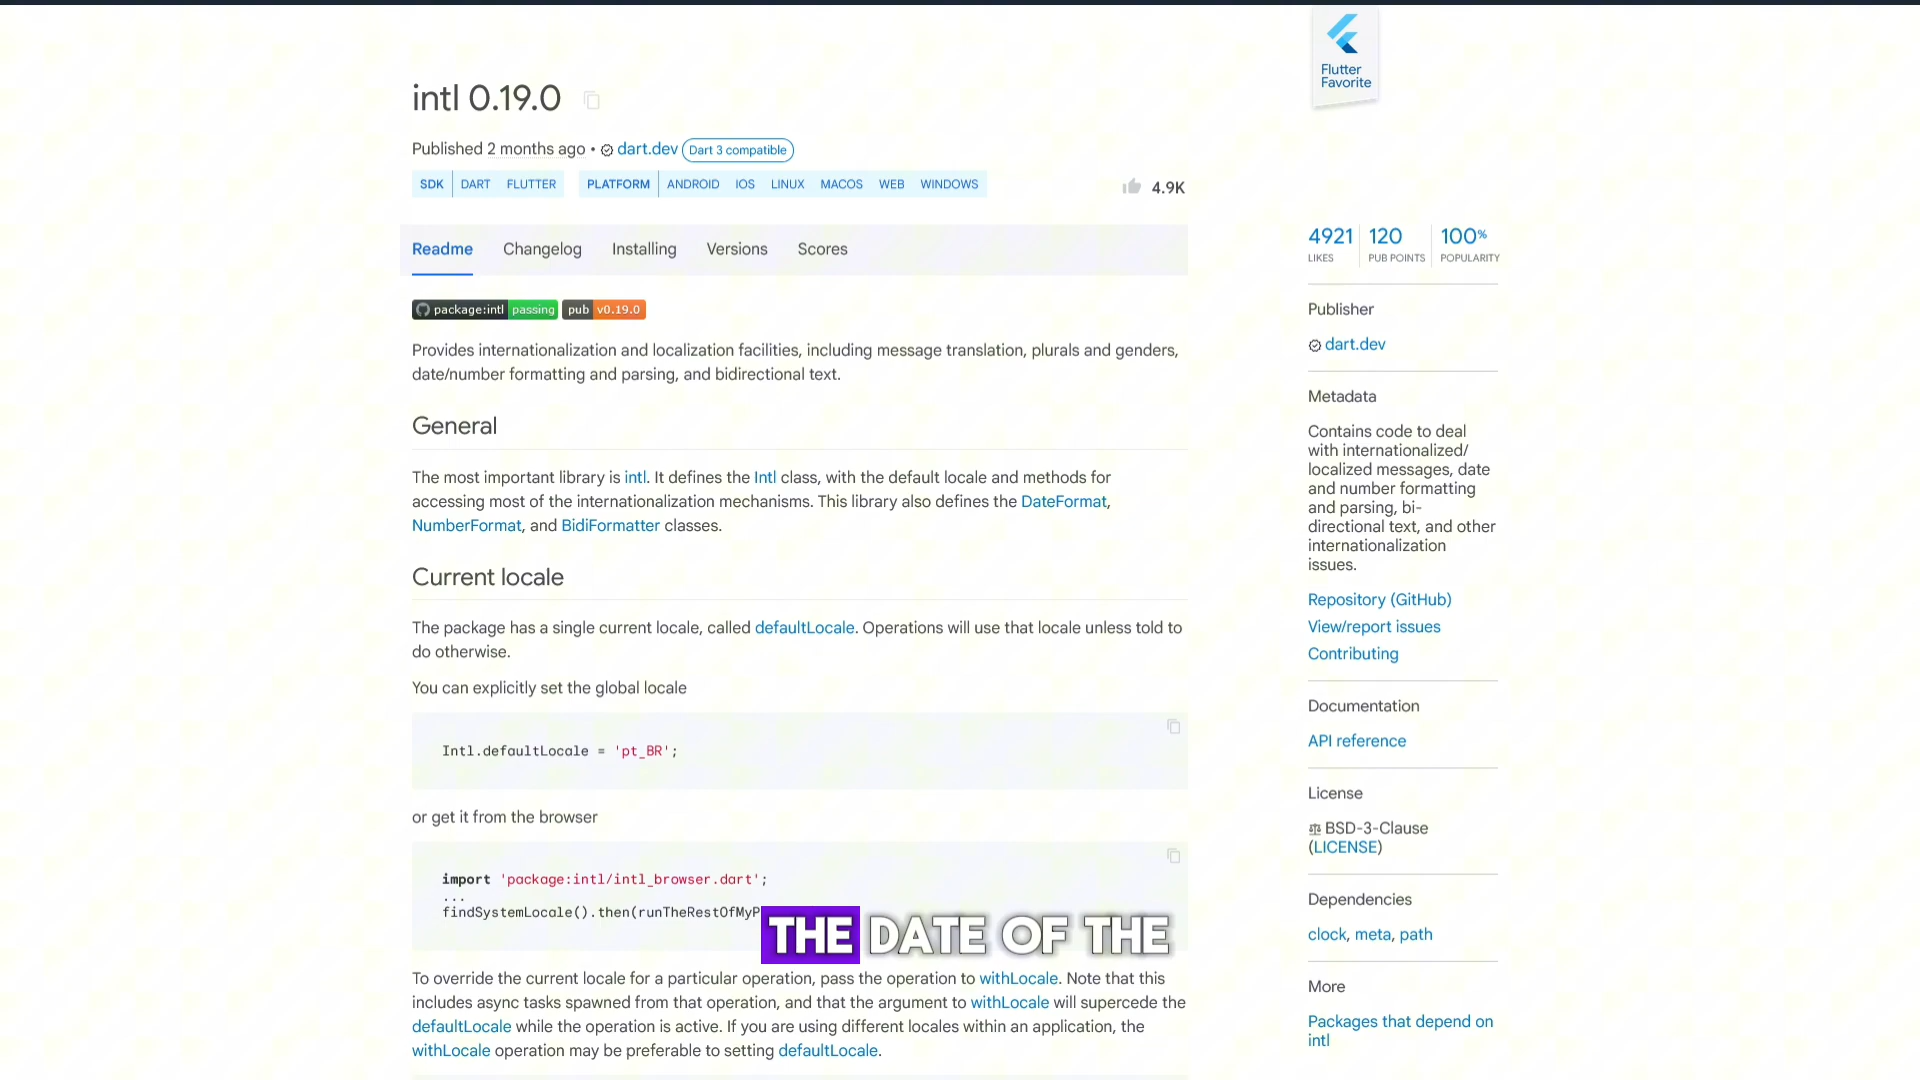 Flutter
Favorite
intl 0.19.0
Published 2 months ago • dart.dev Dart 3 compatible
SDK DART FLUTTER PLATFORM ANDROID IOS LINUX MACOS WEB WINDOWS
4.9K
Readme Changelog Installing Versions Scores
package:intl passing pub v0.19.0
Provides internationalization and localization facilities, including message translation, plurals and genders,
date/number formatting and parsing, and bidirectional text.
General
The most important library is intl. It defines the Intl class, with the default locale and methods for
accessing most of the internationalization mechanisms. This library also defines the DateFormat,
NumberFormat, and BidiFormatter classes.
Current locale
The package has a single current locale, called defaultLocale. Operations will use that locale unless told to
do otherwise.
You can explicitly set the global locale
Intl.defaultLocale = 'pt_BR';
or get it from the browser
import 'package:intl/intl_browser.dart';
...
findSystemLocale().then(runTheRestOfMyP
THE DATE OF THE
To override the current locale for a particular operation, pass the operation to withLocale. Note that this
includes async tasks spawned from that operation, and that the argument to withLocale will supercede the
defaultLocale while the operation is active. If you are using different locales within an application, the
withLocale operation may be preferable to setting defaultLocale.
4921 120 100%
LIKES PUB POINTS POPULARITY
Publisher
dart.dev
Metadata
Contains code to deal
with internationalized/
localized messages, date
and number formatting
and parsing, bi-
directional text, and other
internationalization
issues.
Repository (GitHub)
View/report issues
Contributing
Documentation
API reference
License
BSD-3-Clause
(LICENSE)
Dependencies
clock, meta, path
More
Packages that depend on
intl